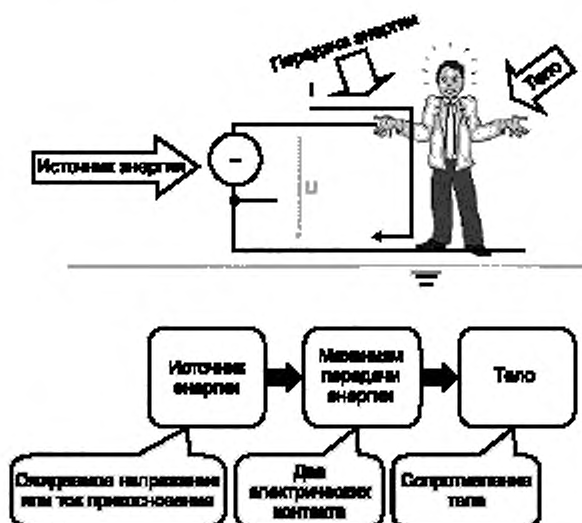 Передача энергии
I
Тело
Источник энергии
~
U
Источник
энергии
Механизм
передачи
энергии
Тело
Ожидаемое напряжение
или ток прикосновения
Два
электрических
контакта
Сопротивление
тела